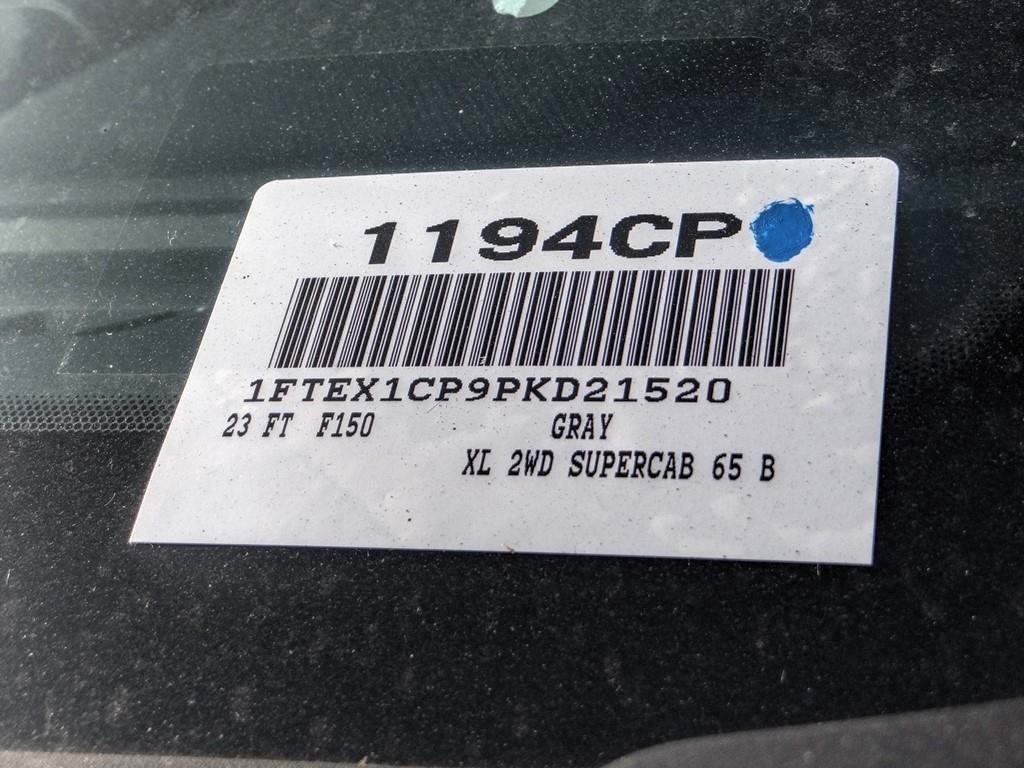 1194CP
1FTEX1CP9PKD21520
23 FT F150 GRAY
XL 2WD SUPERCAB 65 B